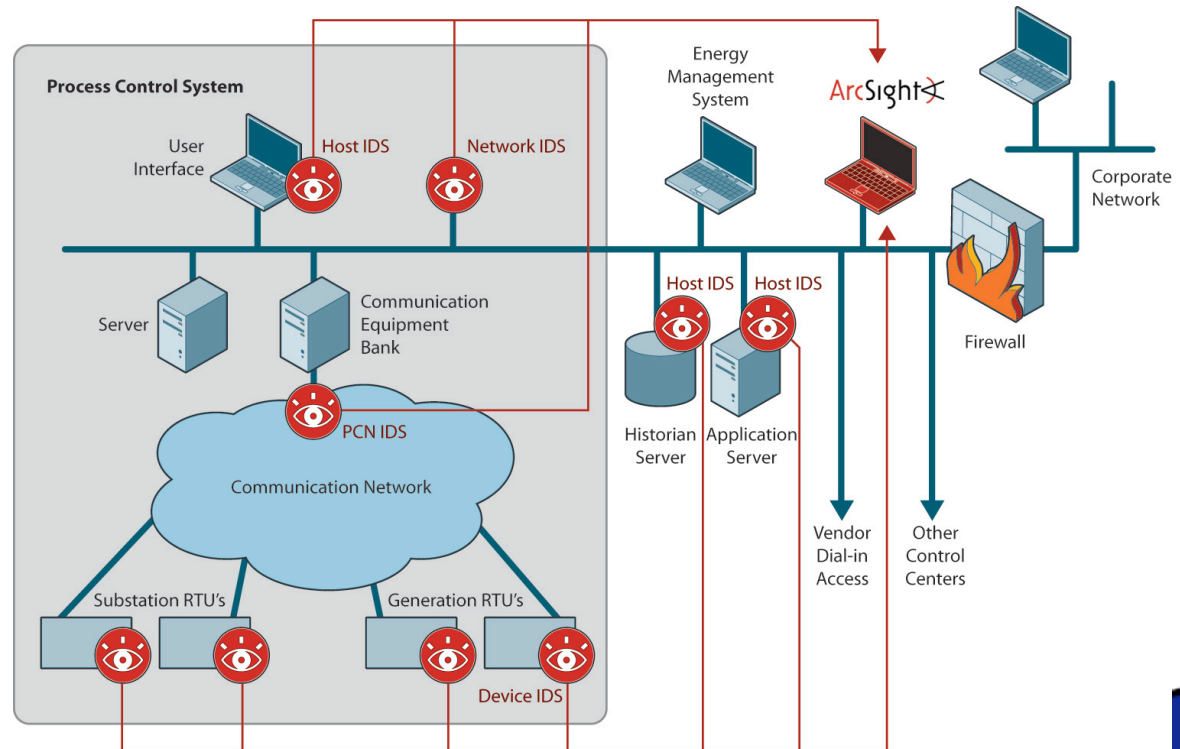 Process Control System
User
Interface
Host IDS
Network IDS
Energy
Management
System
ArcSight
Corporate
Network
Server
Communication
Equipment
Bank
Host IDS
Host IDS
Firewall
PCN IDS
Historian
Server
Application
Server
Communication Network
Vendor
Dial-in
Access
Other
Control
Centers
Substation RTU's
Generation RTU's
Device IDS